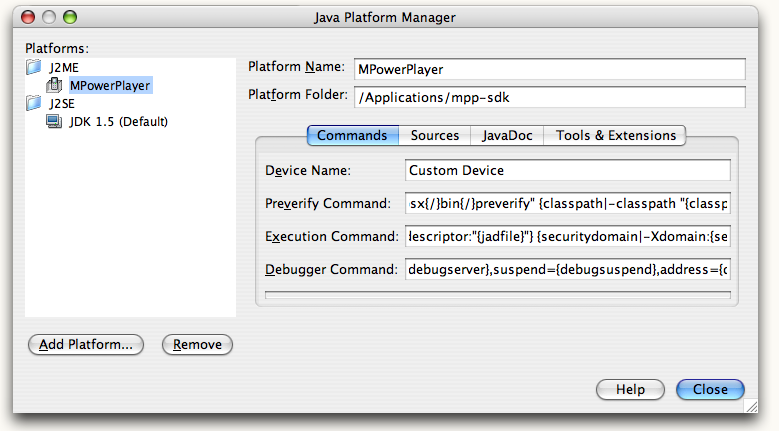 Java Platform Manager
Platforms:
J2ME
MPowerPlayer
J2SE
JDK 1.5 (Default)
Platform Name: MPowerPlayer
Platform Folder: /Applications/mpp-sdk
Commands Sources JavaDoc Tools & Extensions
Device Name: Custom Device
Preverify Command: osx{/}bin{/}preverify" {classpath|-classpath "{classp
Execution Command: descriptor:"{jadfile}"} {securitydomain|-Xdomain:{se
Debugger Command: debugserver},suspend={debugsuspend},address={d
Add Platform... Remove
Help Close